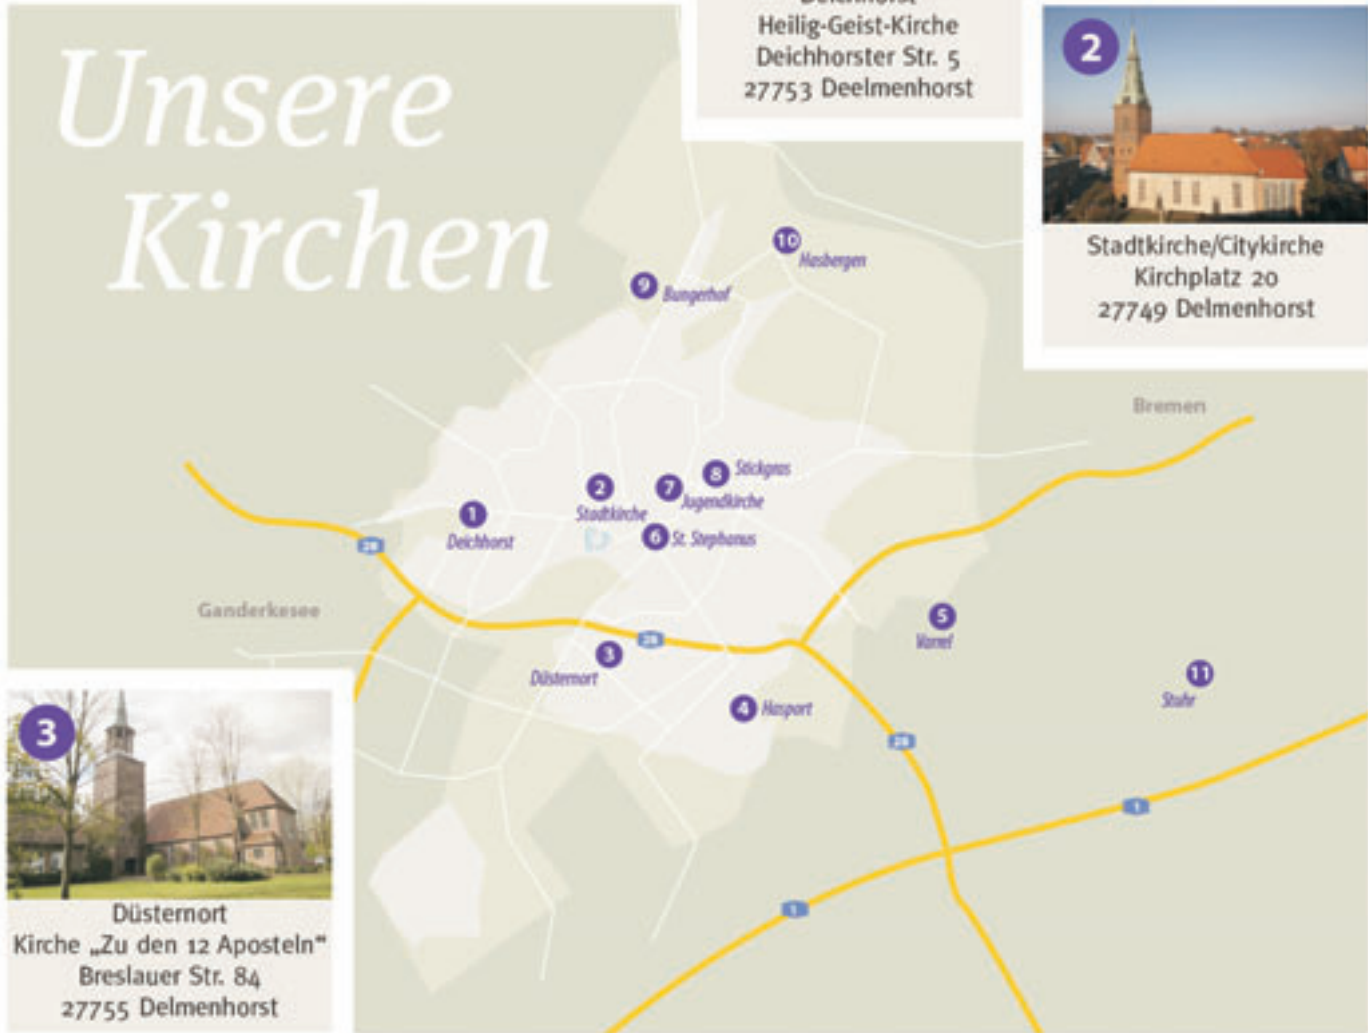 Unsere
Kirchen
Deichhorst
Heilig-Geist-Kirche
Deichhorster Str. 5
27753 Deelmenhorst
2
Stadtkirche/Citykirche
Kirchplatz 20
27749 Delmenhorst
10
Hasbergen
9
Bungerhof
Bremen
8
Stickgras
7
Jugendkirche
2
Stadtkirche
1
Deichhorst
6
St. Stephanus
28
Ganderkesee
5
Varrel
28
3
Düsternort
11
Stuhr
4
Hasport
28
1
1
3
Düsternort
Kirche „Zu den 12 Aposteln“
Breslauer Str. 84
27755 Delmenhorst